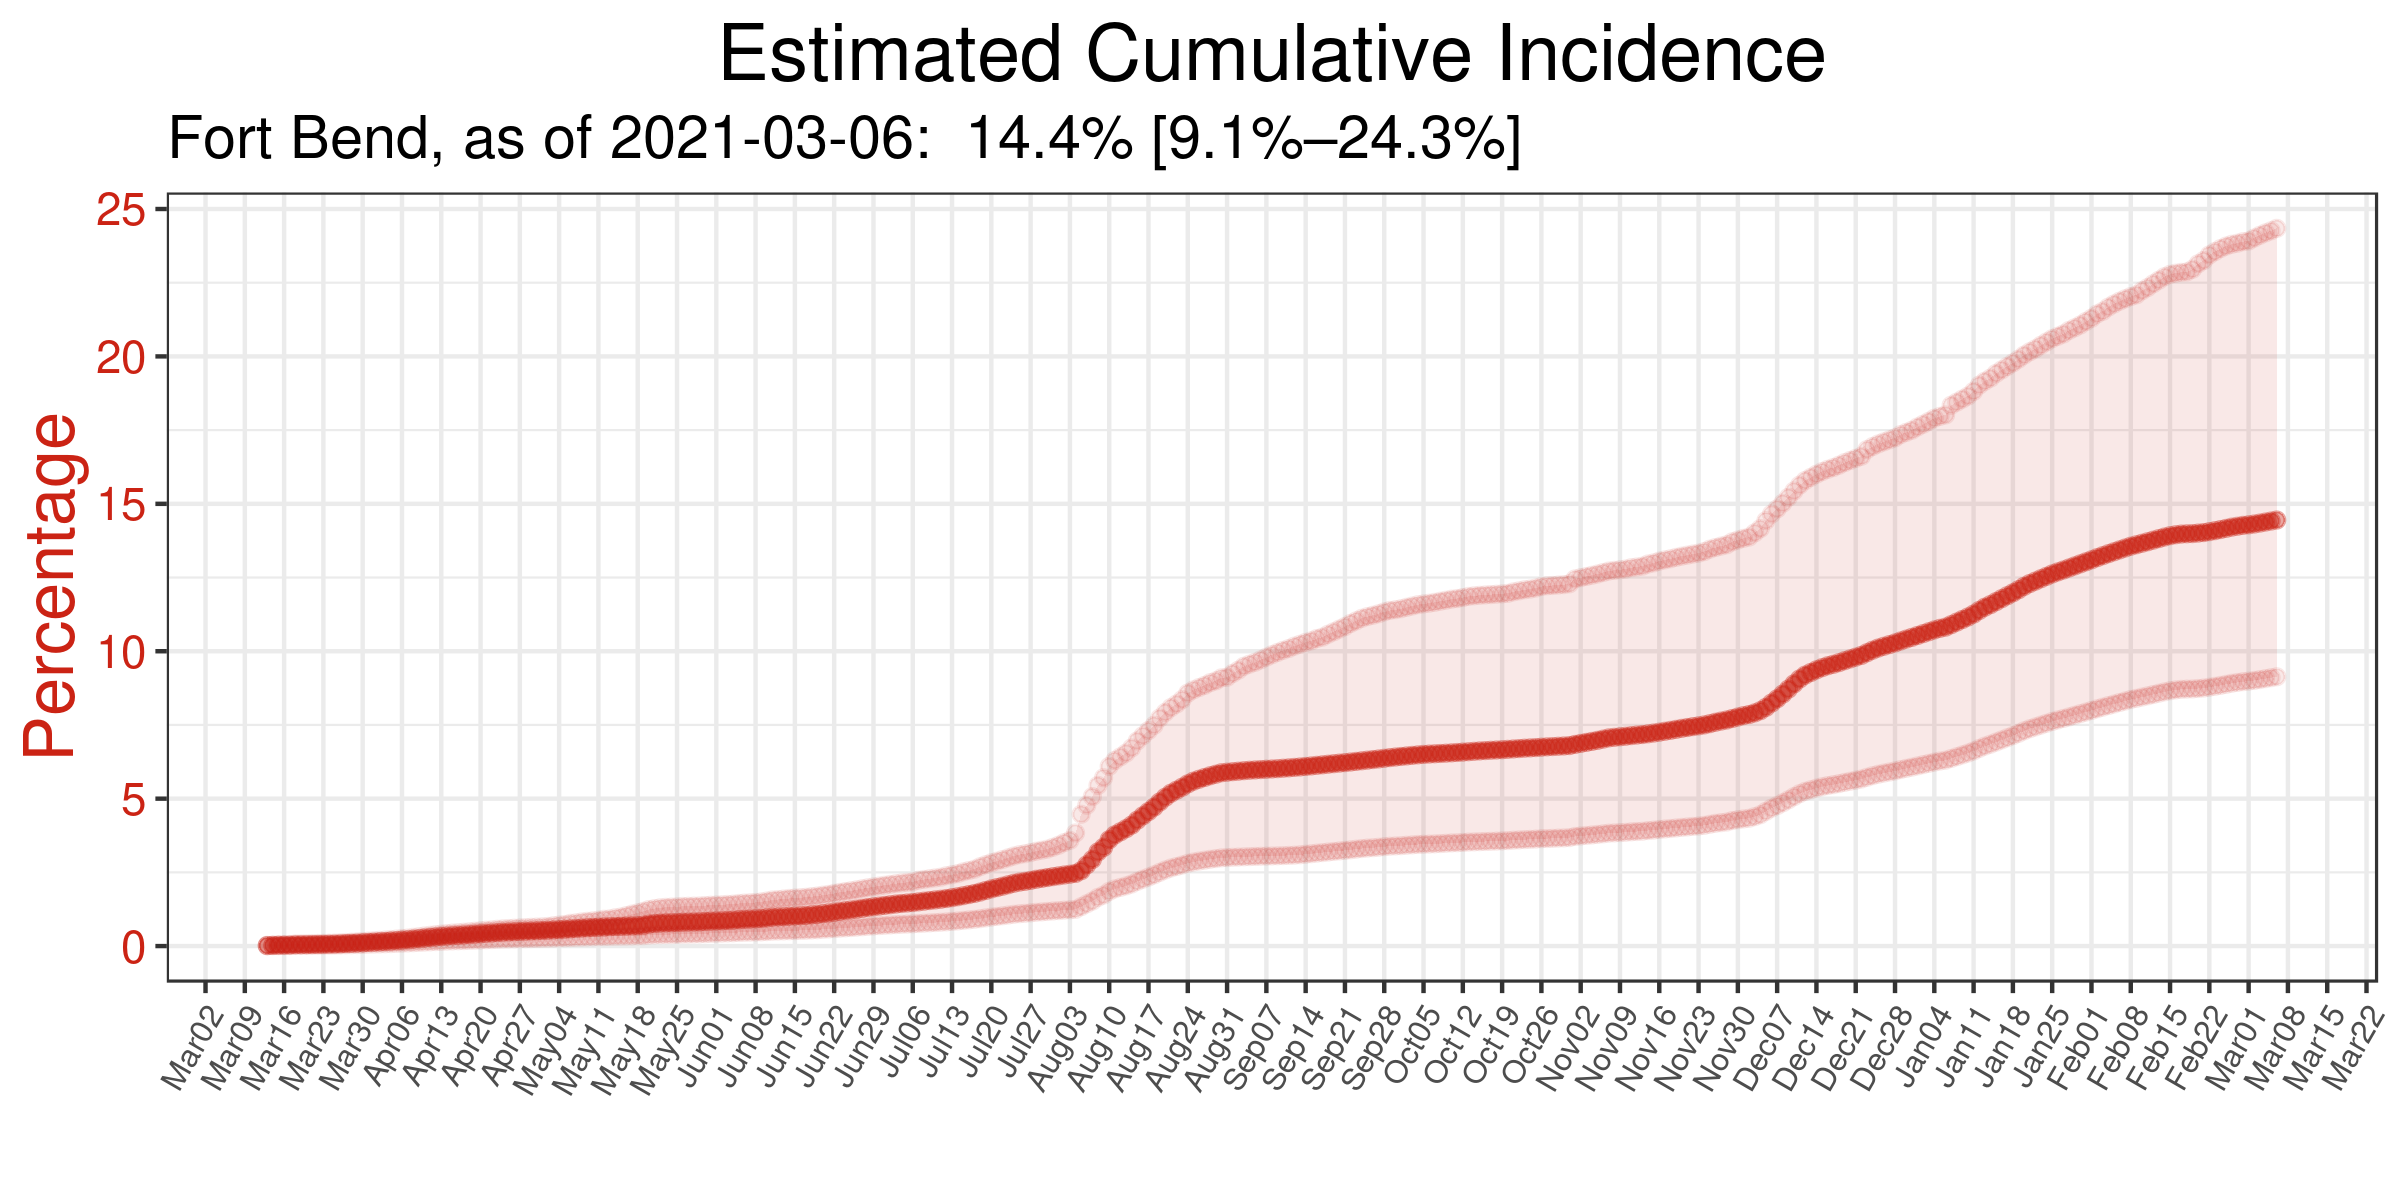 Estimated Cumulative Incidence
Fort Bend, as of 2021-03-06:  14.4% [9.1%–24.3%]
Percentage
25
20
15
10
5
0
Mar02
Mar09
Mar16
Mar23
Mar30
Apr06
Apr13
Apr20
Apr27
May04
May11
May18
May25
Jun01
Jun08
Jun15
Jun22
Jun29
Jul06
Jul13
Jul20
Jul27
Aug03
Aug10
Aug17
Aug24
Aug31
Sep07
Sep14
Sep21
Sep28
Oct05
Oct12
Oct19
Oct26
Nov02
Nov09
Nov16
Nov23
Nov30
Dec07
Dec14
Dec21
Dec28
Jan04
Jan11
Jan18
Jan25
Feb01
Feb08
Feb15
Feb22
Mar01
Mar08
Mar15
Mar22